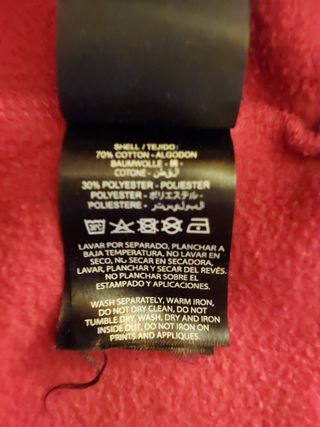 SHELL / TEJIDO:
70% COTTON - ALGODON
BAUMWOLLE - 綿 -
COTONE - القطن
30% POLYESTER - POLIESTER
POLYESTER - ポリエステル
POLIESTERE - البوليستر
LAVAR POR SEPARADO, PLANCHAR A
BAJA TEMPERATURA, NO LAVAR EN
SECO, NO SECAR EN SECADORA,
LAVAR, PLANCHAR Y SECAR DEL REVÉS.
NO PLANCHAR SOBRE EL
ESTAMPADO Y APLICACIONES.
WASH SEPARATELY, WARM IRON,
DO NOT DRY CLEAN, DO NOT
TUMBLE DRY, WASH, DRY AND IRON
INSIDE OUT, DO NOT IRON ON
PRINTS AND APPLIQUES.